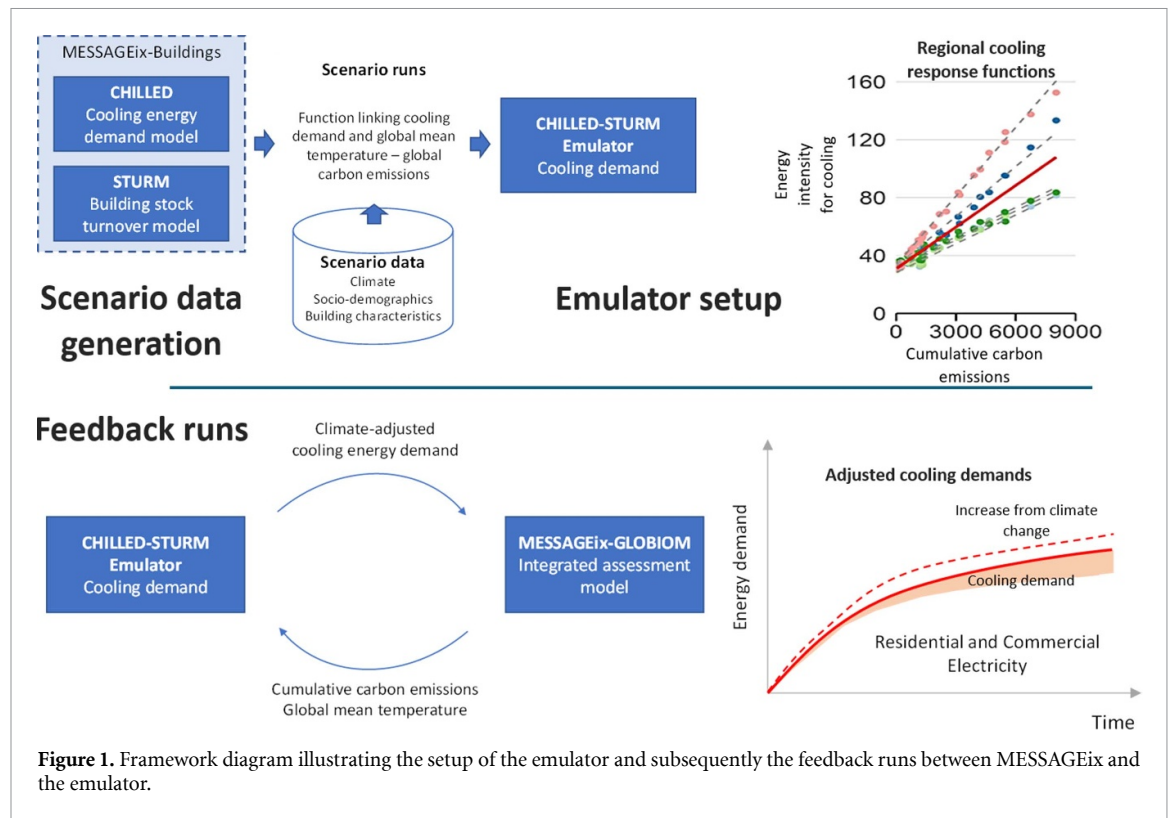 MESSAGEix-Buildings
CHILLED
Cooling energy
demand model
STURM
Building stock
turnover model
Scenario runs
Function linking cooling
demand and global mean
temperature – global
carbon emissions
Scenario data
Climate
Socio-demographics
Building characteristics
CHILLED-STURM
Emulator
Cooling demand
Scenario data
generation
Emulator setup
Regional cooling
response functions
Energy
intensity
for cooling
160
120
80
40
0
0 3000 6000 9000
Cumulative carbon
emissions
Feedback runs
Climate-adjusted
cooling energy demand
CHILLED-STURM
Emulator
Cooling demand
MESSAGEix-GLOBIOM
Integrated assessment
model
Cumulative carbon emissions
Global mean temperature
Adjusted cooling demands
Energy demand
Increase from climate
change
Cooling demand
Residential and Commercial
Electricity
Time
Figure 1. Framework diagram illustrating the setup of the emulator and subsequently the feedback runs between MESSAGEix and
the emulator.